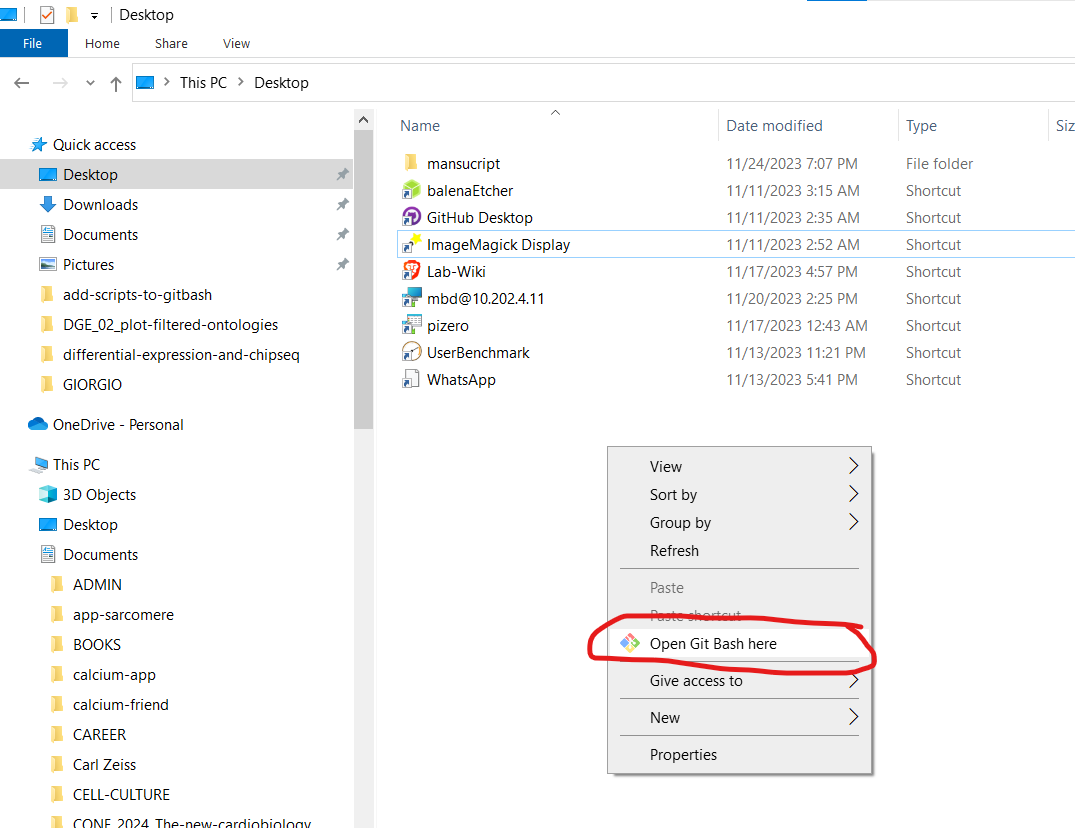 Desktop
File Home Share View
This PC Desktop
Name Date modified Type Siz
Quick access
Desktop
Downloads
Documents
Pictures
add-scripts-to-gitbash
DGE_02_plot-filtered-ontologies
differential-expression-and-chipseq
GIORGIO
OneDrive - Personal
This PC
3D Objects
Desktop
Documents
ADMIN
app-sarcomere
BOOKS
calcium-app
calcium-friend
CAREER
Carl Zeiss
CELL-CULTURE
CONF_2024_The-new-cardiobiology
mansucript 11/24/2023 7:07 PM File folder
balenaEtcher 11/11/2023 3:15 AM Shortcut
GitHub Desktop 11/11/2023 2:35 AM Shortcut
ImageMagick Display 11/11/2023 2:52 AM Shortcut
Lab-Wiki 11/17/2023 4:57 PM Shortcut
mbd@10.202.4.11 11/20/2023 2:25 PM Shortcut
pizero 11/17/2023 12:43 AM Shortcut
UserBenchmark 11/13/2023 11:21 PM Shortcut
WhatsApp 11/13/2023 5:41 PM Shortcut
View
Sort by
Group by
Refresh
Paste
Paste shortcut
Open Git Bash here
Give access to
New
Properties